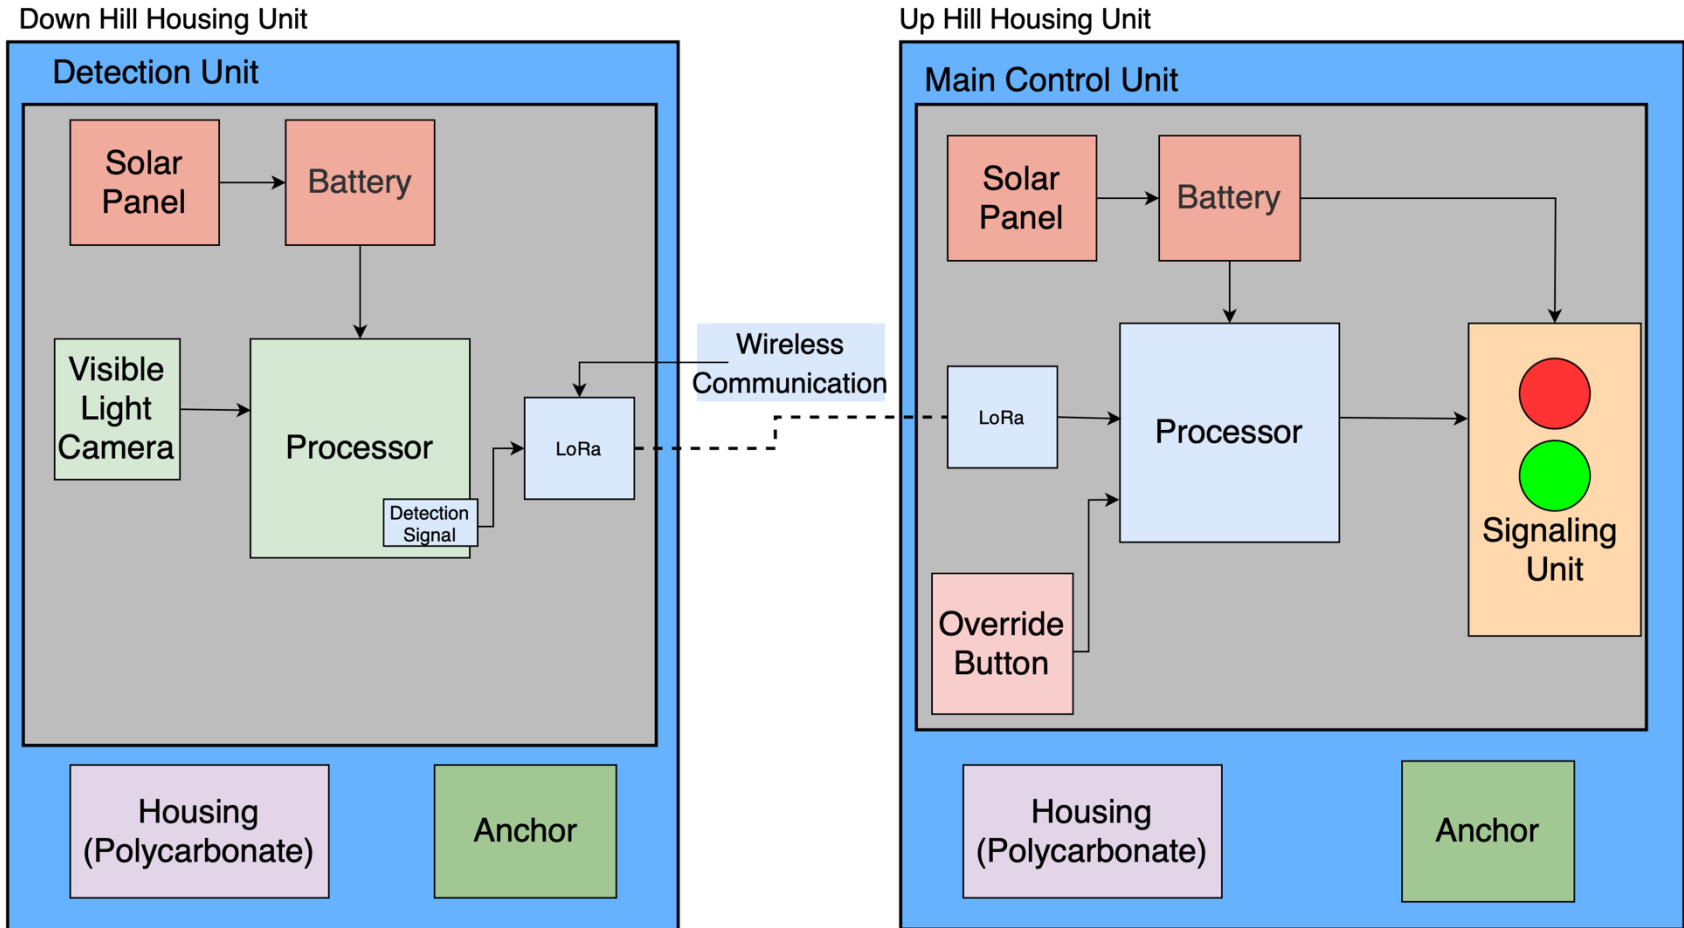 Down Hill Housing Unit
Detection Unit
Solar
Panel
Battery
Visible
Light
Camera
Processor
Detection
Signal
LoRa
Housing
(Polycarbonate)
Anchor
Wireless
Communication
Up Hill Housing Unit
Main Control Unit
Solar
Panel
Battery
LoRa
Processor
Override
Button
Signaling
Unit
Housing
(Polycarbonate)
Anchor